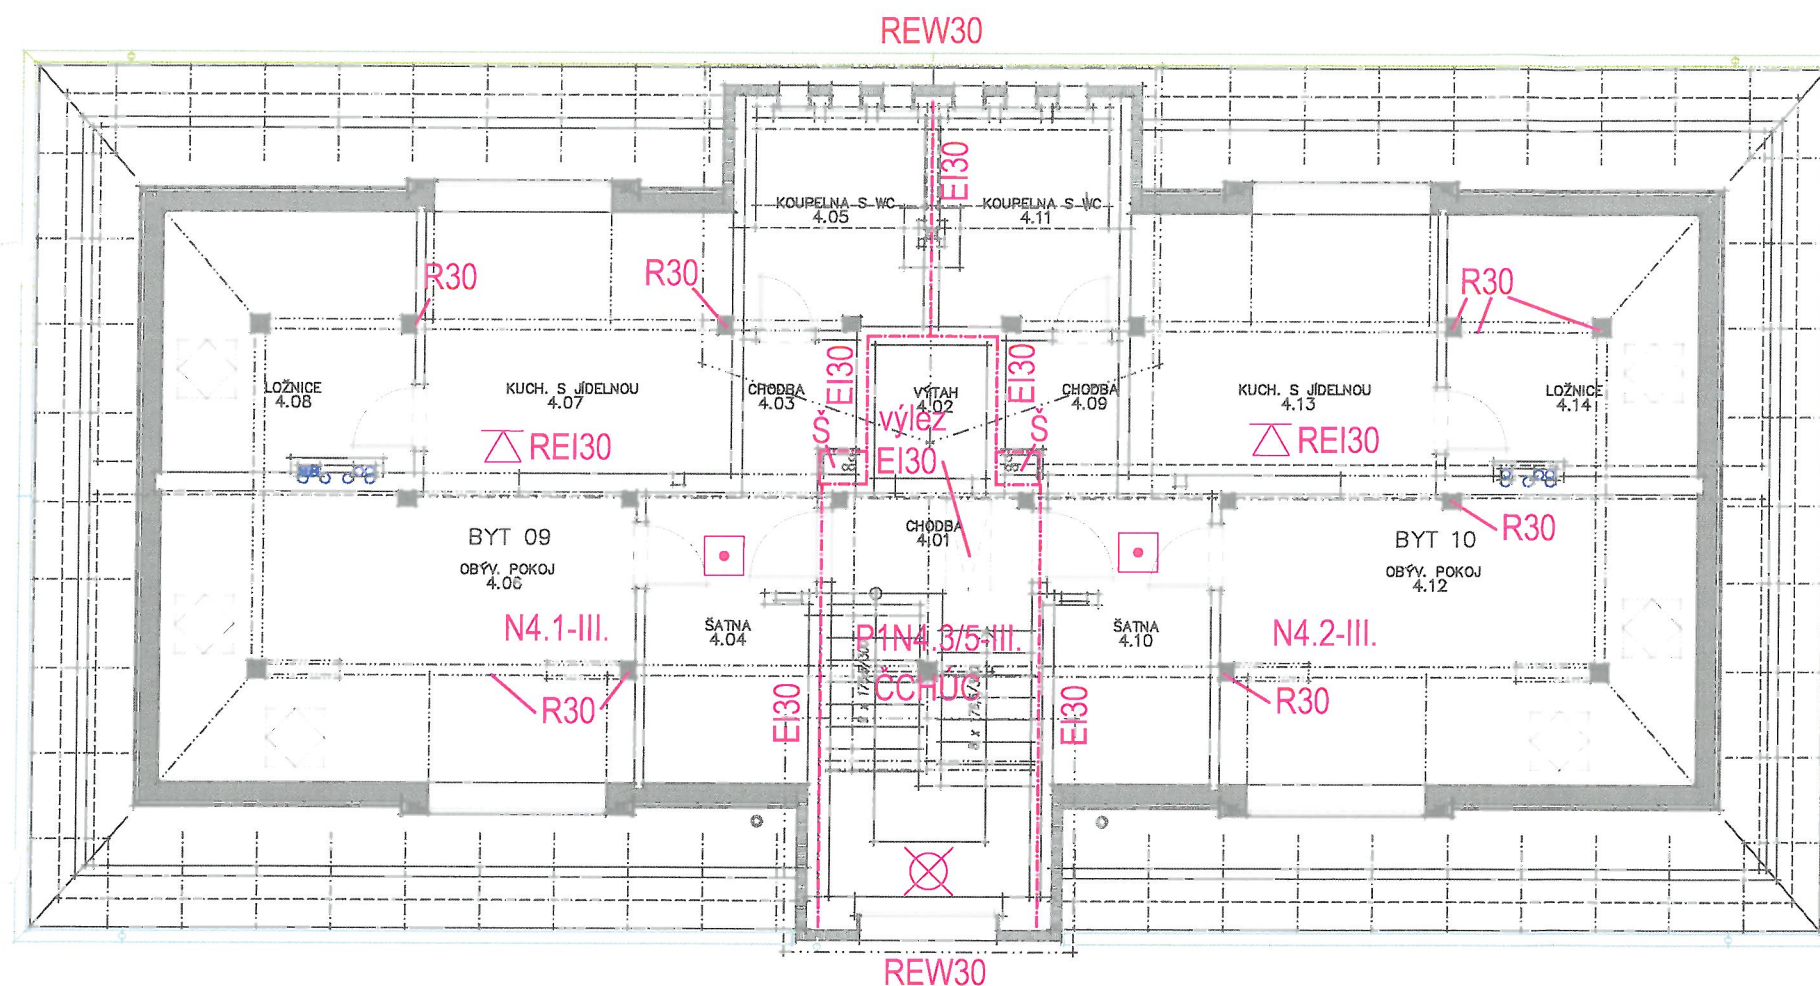 REW30
EI30
KOUPELNA S WC
4.05
KOUPELNA S WC
4.11
R30
R30
R30
EI30
EI30
LOŽNICE
4.08
KUCH. S JÍDELNOU
4.07
CHODBA
4.03
VÝTAH
4.02
CHODBA
4.09
KUCH. S JÍDELNOU
4.13
LOŽNICE
4.14
výlez
EI30
Š
Š
REI30
REI30
BYT 09
OBÝV. POKOJ
4.06
CHODBA
4.01
R30
BYT 10
OBÝV. POKOJ
4.12
N4.1-III.
ŠATNA
4.04
P1N4.3/5-III.
ČCHÚC
ŠATNA
4.10
N4.2-III.
R30
EI30
EI30
R30
REW30